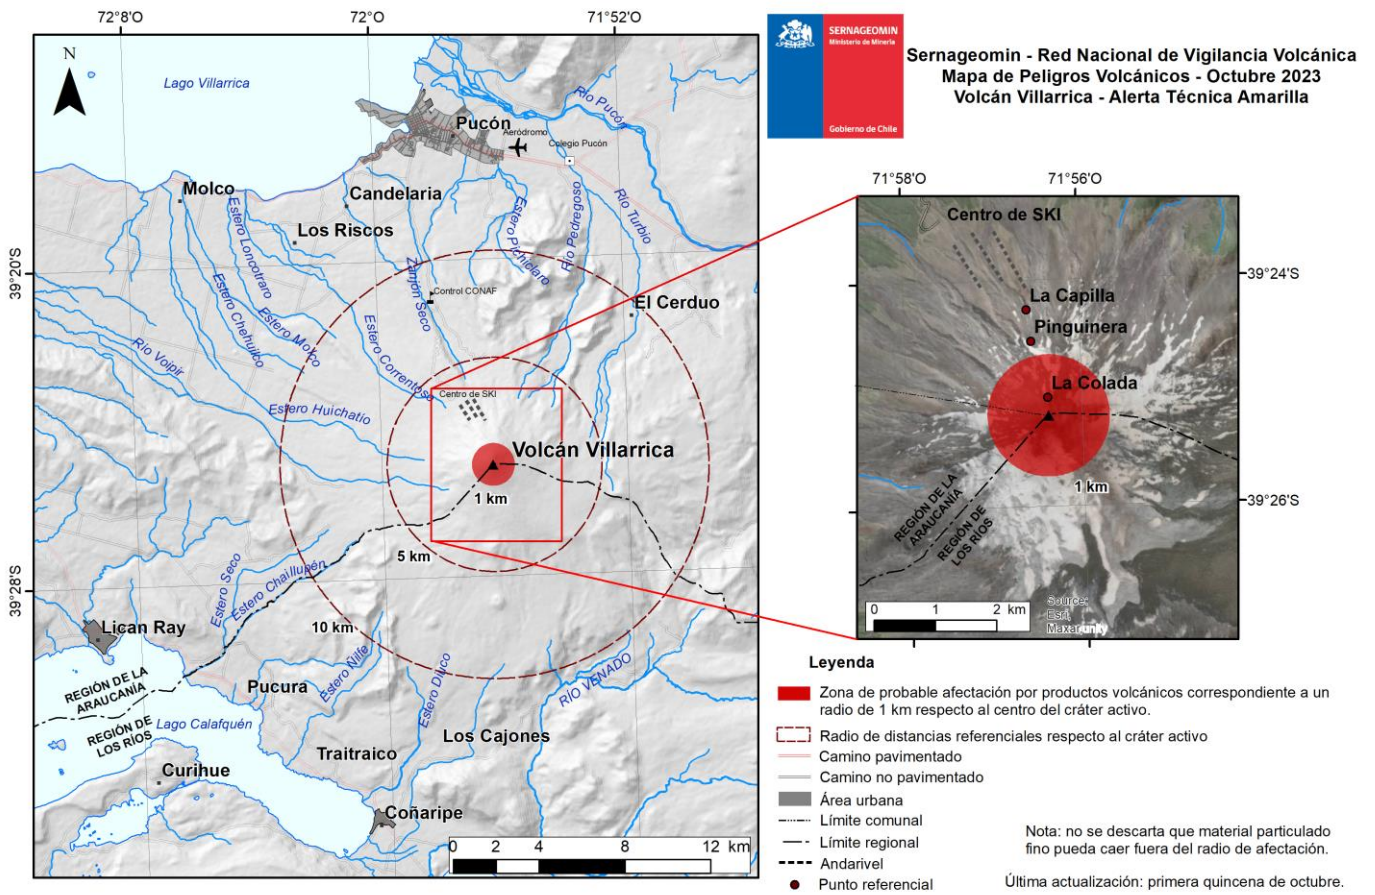 72°8'O
72°O
71°52'O
39°20'S
39°28'S
N
Lago Villarrica
Río Pucón
Pucón
Aeródromo
Colegio Pucón
Molco
Candelaria
Los Riscos
Estero Loncotraro
Estero Pichiclaro
Río Pedregoso
Río Turbio
Zanjón Seco
Control CONAF
El Cerduo
Estero Chehuilco
Estero Molco
Estero Correntoso
Río Voipir
Estero Huichatio
Centro de SKI
Volcán Villarrica
1 km
5 km
10 km
Estero Seco
Estero Chaillupén
Lican Ray
REGIÓN DE LA
ARAUCANÍA
REGIÓN DE
LOS RÍOS
Pucura
Estero Ñilfe
Estero Diuco
RÍO VENADO
Lago Calafquén
Los Cajones
Traitraico
Curihue
Coñaripe
0 2 4 8 12 km
SERNAGEOMIN
Ministerio de Minería
Gobierno de Chile
Sernageomin - Red Nacional de Vigilancia Volcánica
Mapa de Peligros Volcánicos - Octubre 2023
Volcán Villarrica - Alerta Técnica Amarilla
71°58'O
71°56'O
39°24'S
39°26'S
Centro de SKI
La Capilla
Pinguinera
La Colada
1 km
REGIÓN DE LA
ARAUCANÍA
REGIÓN DE
LOS RÍOS
0 1 2 km
Source:
Esri,
Maxar
unity
Leyenda
Zona de probable afectación por productos volcánicos correspondiente a un
radio de 1 km respecto al centro del cráter activo.
Radio de distancias referenciales respecto al cráter activo
Camino pavimentado
Camino no pavimentado
Área urbana
Límite comunal
Límite regional
Andarivel
Punto referencial
Nota: no se descarta que material particulado
fino pueda caer fuera del radio de afectación.
Última actualización: primera quincena de octubre.